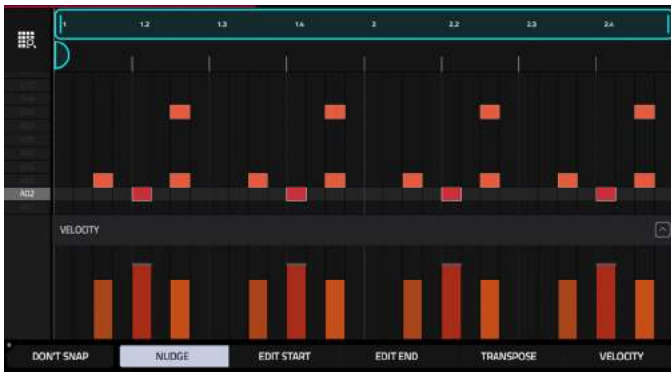 1 1.2 1.3 1.4 2 2.2 2.3 2.4
A02
VELOCITY
DON'T SNAP NUDGE EDIT START EDIT END TRANSPOSE VELOCITY